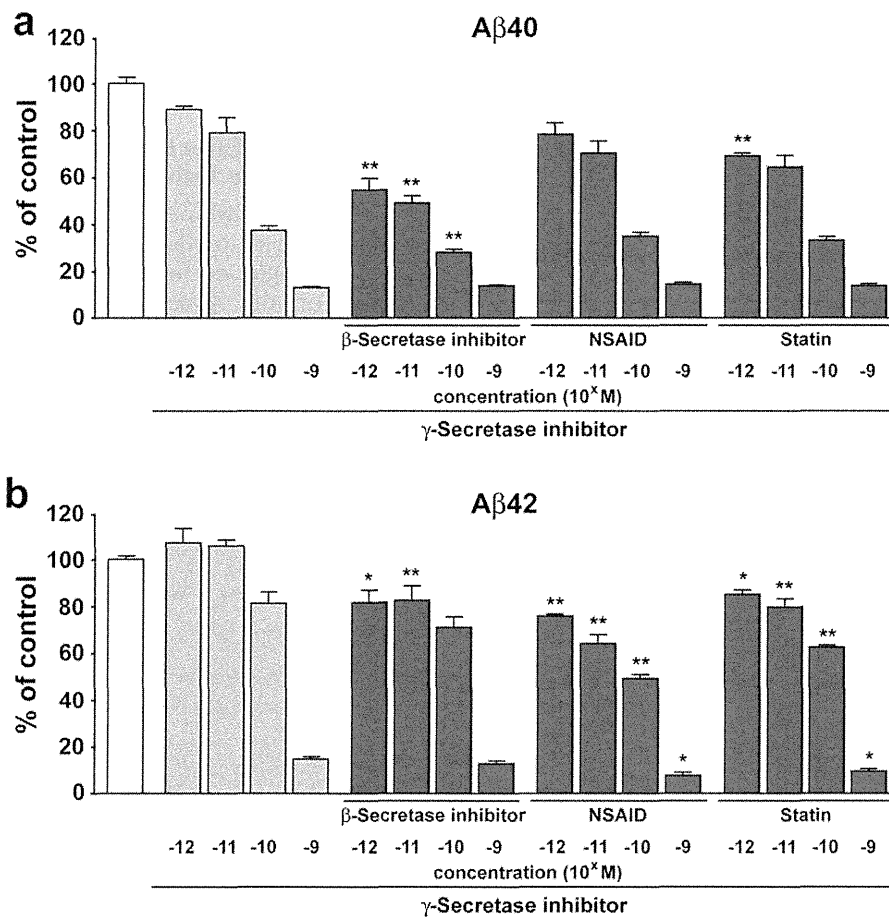 a
Aβ40
% of control
120
100
80
60
40
20
0
** ** **
**
β-Secretase inhibitor NSAID Statin
-12 -11 -10 -9 -12 -11 -10 -9 -12 -11 -10 -9 -12 -11 -10 -9
concentration (10ˣM)
γ-Secretase inhibitor
b
Aβ42
% of control
120
100
80
60
40
20
0
* **
** ** ** *
* ** ** *
β-Secretase inhibitor NSAID Statin
-12 -11 -10 -9 -12 -11 -10 -9 -12 -11 -10 -9 -12 -11 -10 -9
concentration (10ˣM)
γ-Secretase inhibitor